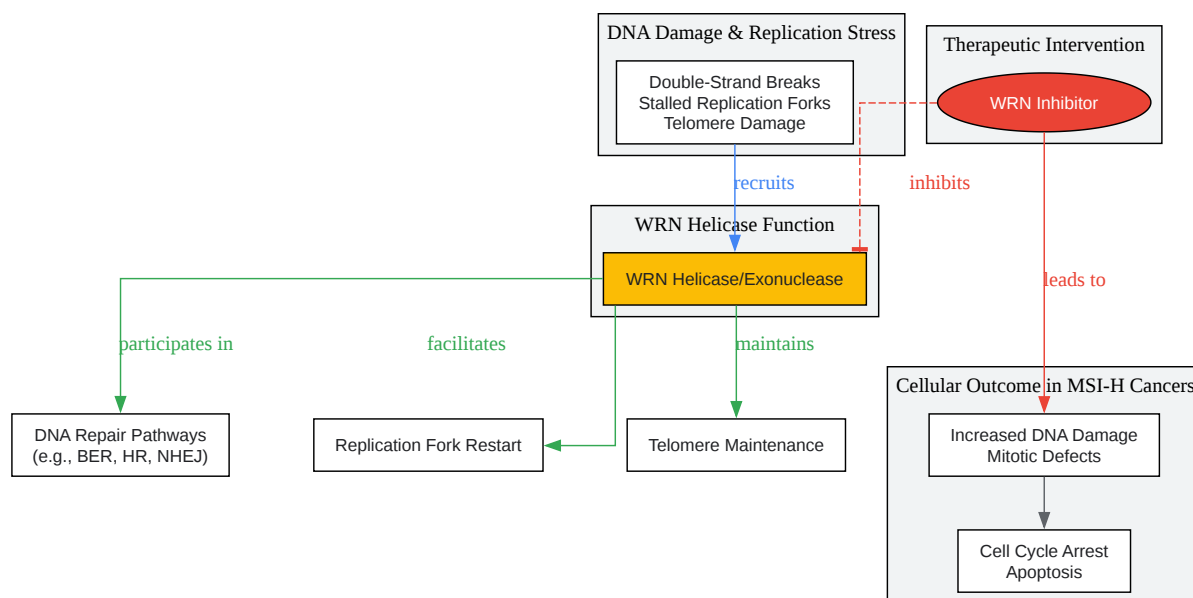 DNA Damage & Replication Stress
Double-Strand Breaks
Stalled Replication Forks
Telomere Damage
Therapeutic Intervention
WRN Inhibitor
recruits
inhibits
WRN Helicase Function
WRN Helicase/Exonuclease
leads to
participates in
facilitates
maintains
DNA Repair Pathways
(e.g., BER, HR, NHEJ)
Replication Fork Restart
Telomere Maintenance
Cellular Outcome in MSI-H Cancers
Increased DNA Damage
Mitotic Defects
Cell Cycle Arrest
Apoptosis